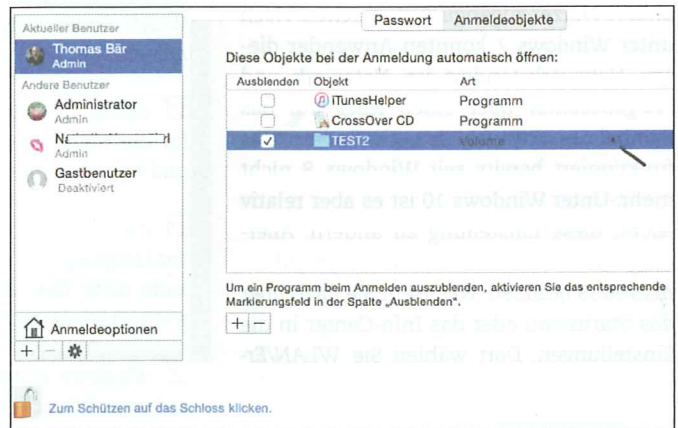 Aktueller Benutzer
Thomas Bär
Admin
Andere Benutzer
Administrator
Admin
Admin
Gastbenutzer
Deaktiviert
Anmeldeoptionen
Zum Schützen auf das Schloss klicken.
Passwort Anmeldeobjekte
Diese Objekte bei der Anmeldung automatisch öffnen:
Ausblenden Objekt Art
iTunesHelper Programm
CrossOver CD Programm
TEST2 Volume
Um ein Programm beim Anmelden auszublenden, aktivieren Sie das entsprechende
Markierungsfeld in der Spalte „Ausblenden“.